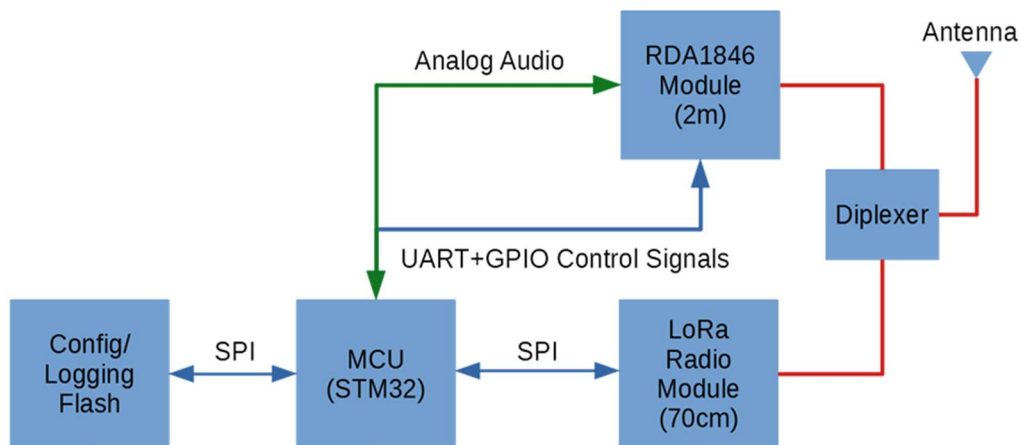 Antenna
Analog Audio
RDA1846
Module
(2m)
Diplexer
UART+GPIO Control Signals
Config/
Logging
Flash
SPI
MCU
(STM32)
SPI
LoRa
Radio
Module
(70cm)